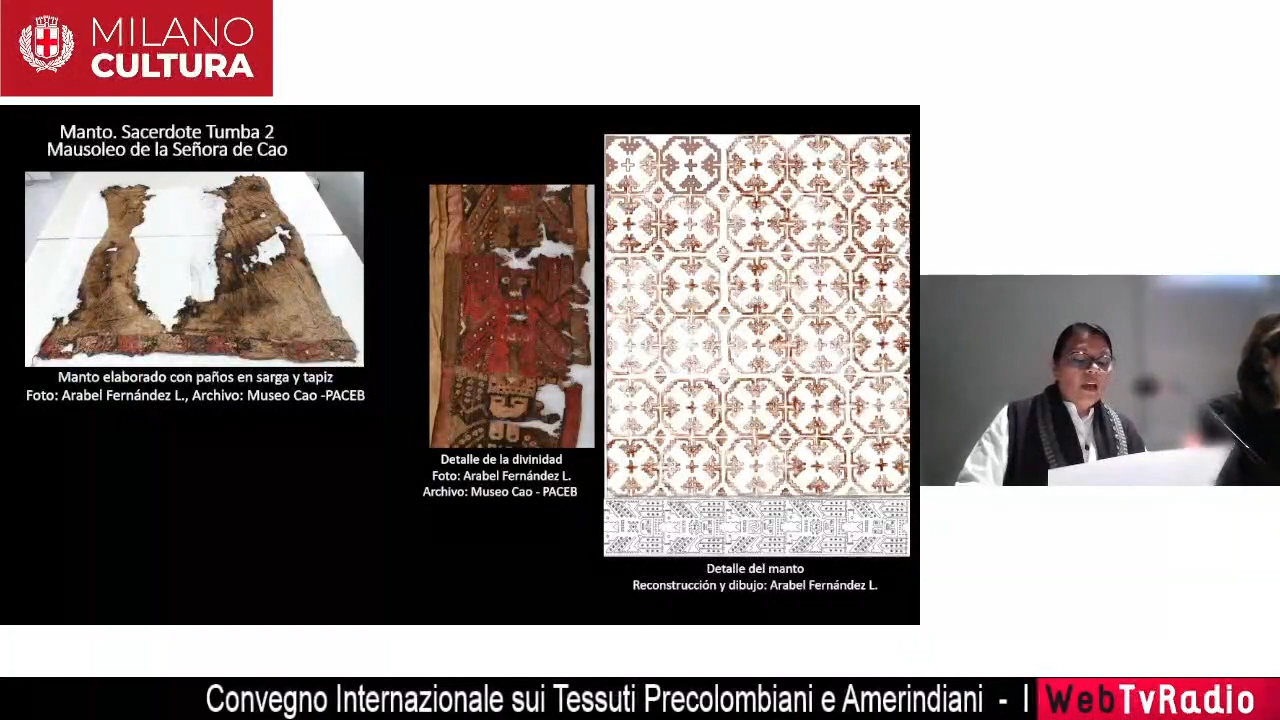 MILANO
CULTURA
Manto. Sacerdote Tumba 2
Mausoleo de la Señora de Cao
Manto elaborado con paños en sarga y tapiz
Foto: Arabel Fernández L., Archivo: Museo Cao -PACEB
Detalle de la divinidad
Foto: Arabel Fernández L.
Archivo: Museo Cao - PACEB
Detalle del manto
Reconstrucción y dibujo: Arabel Fernández L.
Convegno Internazionale sui Tessuti Precolombiani e Amerindiani - I
WebTvRadio